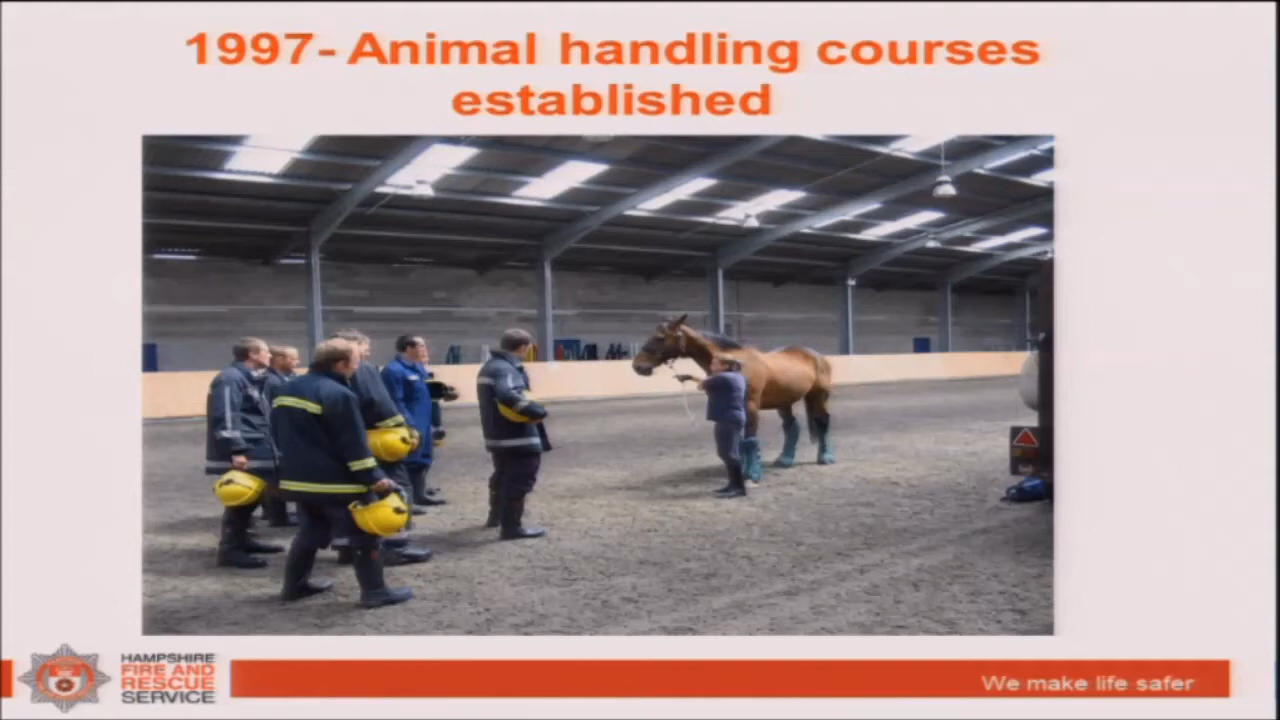 1997- Animal handling courses
established
HAMPSHIRE
FIRE AND
RESCUE
SERVICE
We make life safer